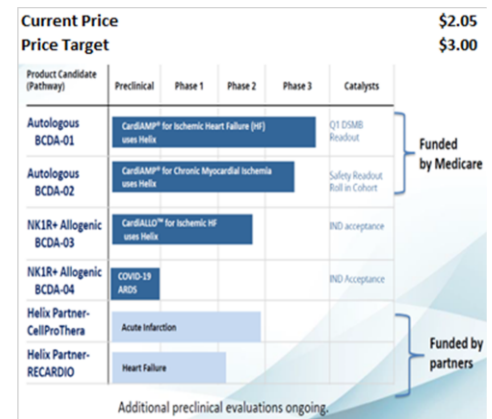 Current Price $2.05
Price Target $3.00
Product Candidate
(Pathway) Preclinical Phase 1 Phase 2 Phase 3 Catalysts
Autologous
BCDA-01
CardiAMP® for Ischemic Heart Failure (HF)
uses Helix
Q1 DSMB
Readout
Autologous
BCDA-02
CardiAMP® for Chronic Myocardial Ischemia
uses Helix
Safety Readout
Roll in Cohort
Funded
by Medicare
NK1R+ Allogenic
BCDA-03
CardiALLO™ for Ischemic HF
uses Helix
IND acceptance
NK1R+ Allogenic
BCDA-04
COVID-19
ARDS
IND Acceptance
Helix Partner-
CellProThera
Acute Infarction
Helix Partner-
RECARDIO
Heart Failure
Funded by
partners
Additional preclinical evaluations ongoing.